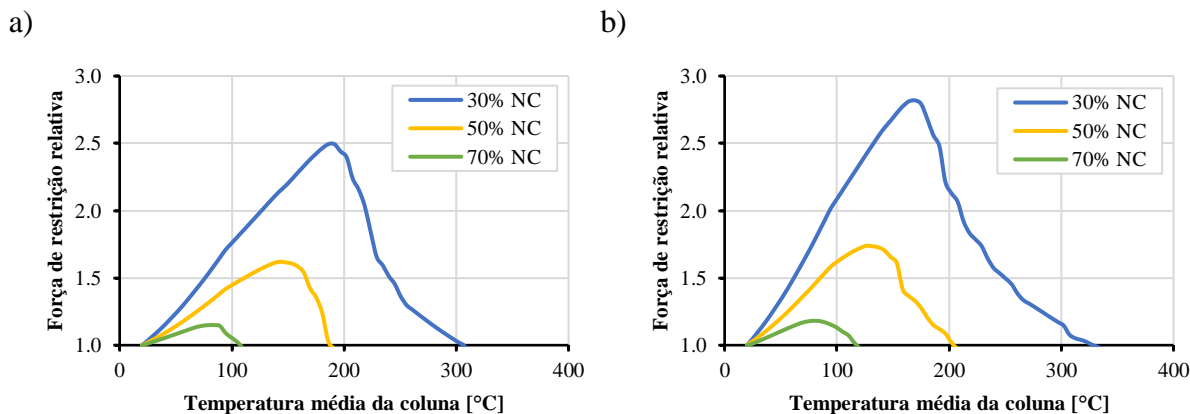 a)
3.0
2.5
2.0
1.5
1.0
Força de restrição relativa
30% NC
50% NC
70% NC
0
100
200
300
400
Temperatura média da coluna [°C]
b)
3.0
2.5
2.0
1.5
1.0
Força de restrição relativa
30% NC
50% NC
70% NC
0
100
200
300
400
Temperatura média da coluna [°C]